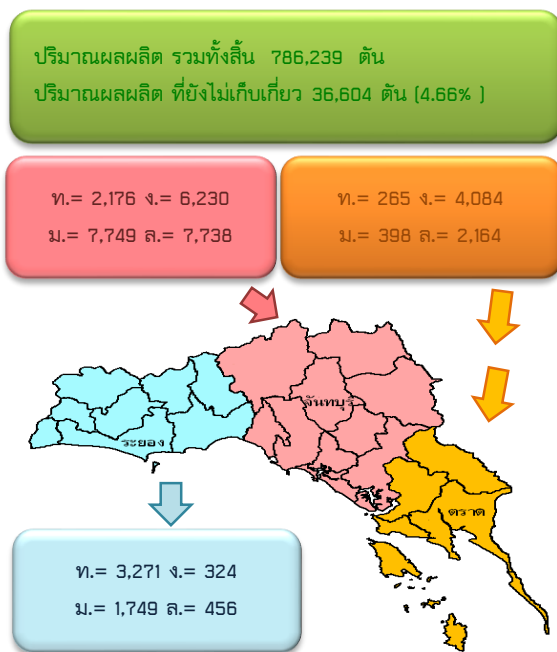 ปริมาณผลผลิต รวมทั้งสิ้น 786,239 ตัน
ปริมาณผลผลิต ที่ยังไม่เก็บเกี่ยว 36,604 ตัน (4.66% )
ท.= 2,176 ง.= 6,230
ม.= 7,749 ล.= 7,738
ท.= 265 ง.= 4,084
ม.= 398 ล.= 2,164
จันทบุรี
ระยอง
ตราด
ท.= 3,271 ง.= 324
ม.= 1,749 ล.= 456